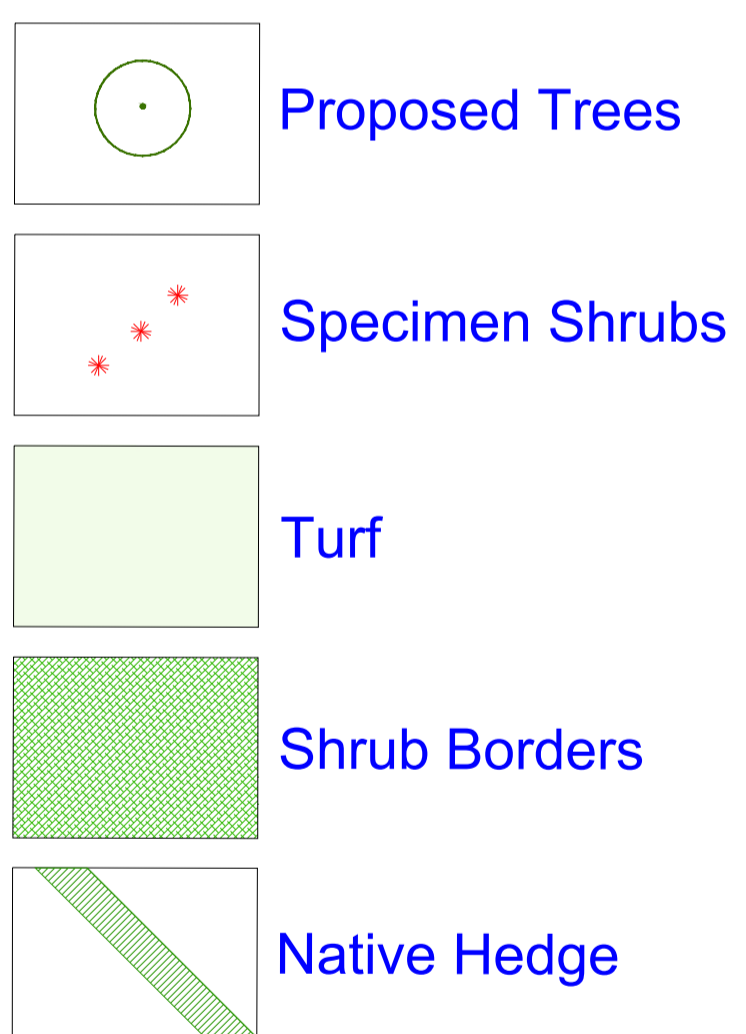 Proposed Trees
Specimen Shrubs
Turf
Shrub Borders
Native Hedge